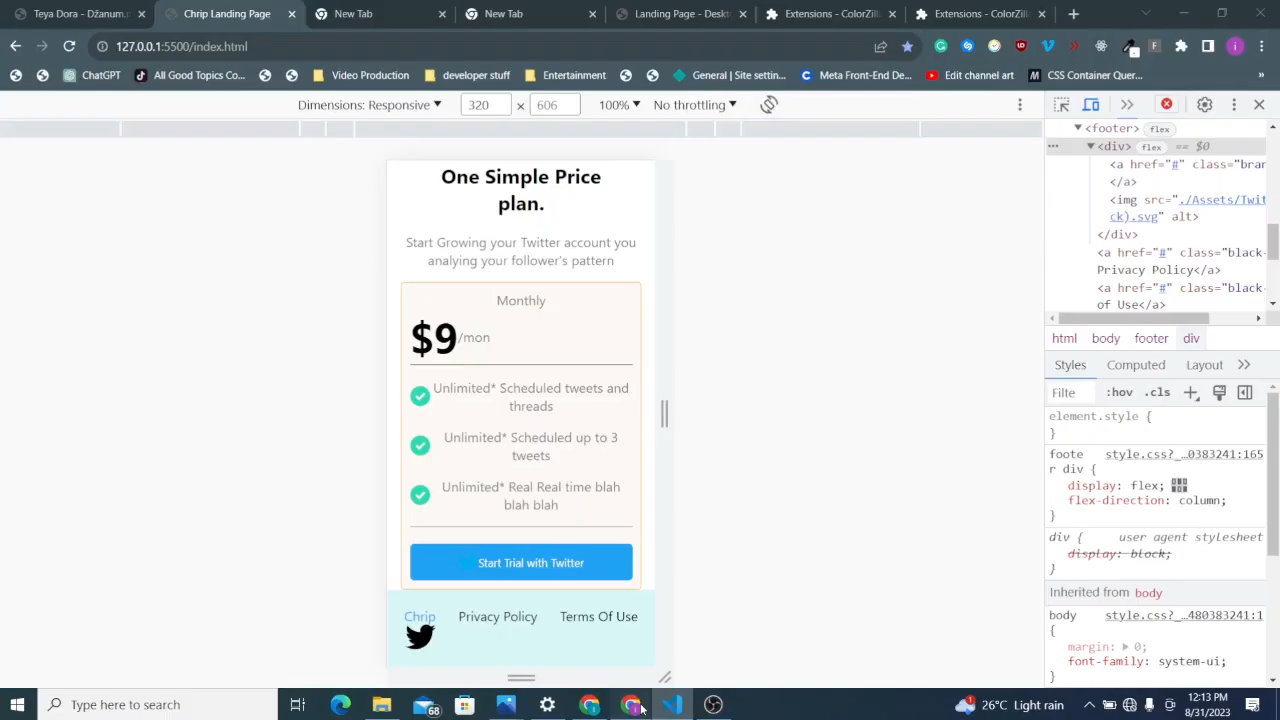 Teya Dora - Džanum.
Chrip Landing Page
New Tab
New Tab
Landing Page - Deskt
Extensions - ColorZill
Extensions - ColorZill
127.0.0.1:5500/index.html
ChatGPT
All Good Topics Co...
Video Production
developer stuff
Entertainment
General | Site settin...
Meta Front-End De...
Edit channel art
CSS Container Quer...
»
Dimensions: Responsive
320 × 606
100%
No throttling
One Simple Price
plan.
Start Growing your Twitter account you
analying your follower's pattern
Monthly
$9/mon
Unlimited* Scheduled tweets and
threads
Unlimited* Scheduled up to 3
tweets
Unlimited* Real Real time blah
blah blah
Start Trial with Twitter
Chrip Privacy Policy Terms Of Use
<footer> flex
... <div> flex == $0
<a href="#" class="bran
</a>
<img src="./Assets/Twit
ck).svg" alt>
</div>
<a href="#" class="black-
Privacy Policy</a>
<a href="#" class="black-
of Use</a>
html body footer div
Styles Computed Layout
Filte :hov .cls
element.style {
}
foote style.css?_…0383241:165
r div {
display: flex;
flex-direction: column;
}
div { user agent stylesheet
display: block;
}
Inherited from body
body style.css?_…480383241:1
{
margin: 0;
font-family: system-ui;
}
Type here to search
68
1
26°C Light rain
12:13 PM
8/31/2023